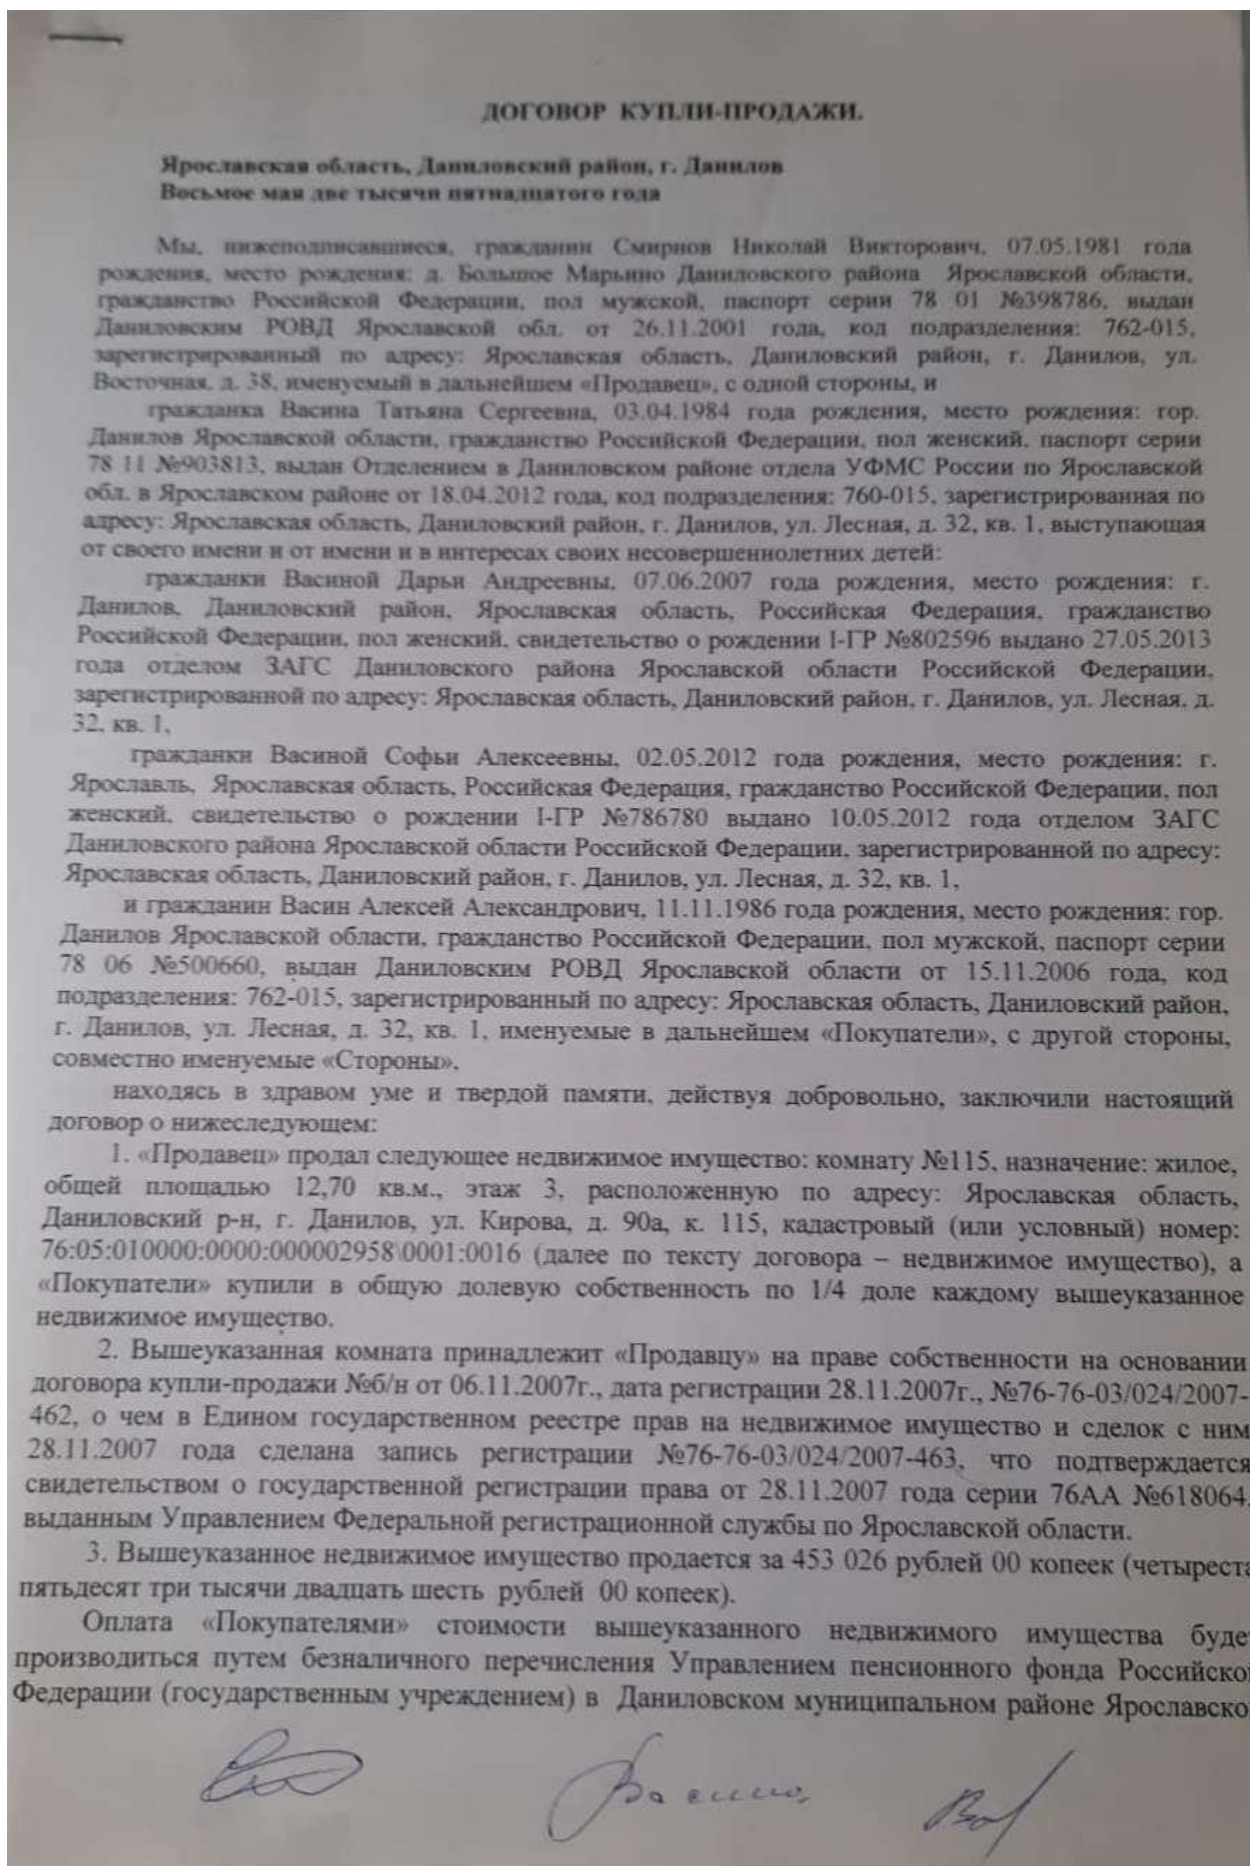 ДОГОВОР КУПЛИ-ПРОДАЖИ.
Ярославская область, Даниловский район, г. Данилов
Восьмое мая две тысячи пятнадцатого года
Мы, нижеподписавшиеся, гражданин Смирнов Николай Викторович, 07.05.1981 года
рождения, место рождения: д. Большое Марьино Даниловского района Ярославской области,
гражданство Российской Федерации, пол мужской, паспорт серии 78 01 №398786, выдан
Даниловским РОВД Ярославской обл. от 26.11.2001 года, код подразделения: 762-015,
зарегистрированный по адресу: Ярославская область, Даниловский район, г. Данилов, ул.
Восточная, д. 38, именуемый в дальнейшем «Продавец», с одной стороны, и
гражданка Васина Татьяна Сергеевна, 03.04.1984 года рождения, место рождения: гор.
Данилов Ярославской области, гражданство Российской Федерации, пол женский, паспорт серии
78 11 №903813, выдан Отделением в Даниловском районе отдела УФМС России по Ярославской
обл. в Ярославском районе от 18.04.2012 года, код подразделения: 760-015, зарегистрированная по
адресу: Ярославская область, Даниловский район, г. Данилов, ул. Лесная, д. 32, кв. 1, выступающая
от своего имени и от имени и в интересах своих несовершеннолетних детей:
гражданки Васиной Дарьи Андреевны, 07.06.2007 года рождения, место рождения: г.
Данилов, Даниловский район, Ярославская область, Российская Федерация, гражданство
Российской Федерации, пол женский, свидетельство о рождении I-ГР №802596 выдано 27.05.2013
года отделом ЗАГС Даниловского района Ярославской области Российской Федерации,
зарегистрированной по адресу: Ярославская область, Даниловский район, г. Данилов, ул. Лесная, д.
32, кв. 1,
гражданки Васиной Софьи Алексеевны, 02.05.2012 года рождения, место рождения: г.
Ярославль, Ярославская область, Российская Федерация, гражданство Российской Федерации, пол
женский, свидетельство о рождении I-ГР №786780 выдано 10.05.2012 года отделом ЗАГС
Даниловского района Ярославской области Российской Федерации, зарегистрированной по адресу:
Ярославская область, Даниловский район, г. Данилов, ул. Лесная, д. 32, кв. 1,
и гражданин Васин Алексей Александрович, 11.11.1986 года рождения, место рождения: гор.
Данилов Ярославской области, гражданство Российской Федерации, пол мужской, паспорт серии
78 06 №500660, выдан Даниловским РОВД Ярославской области от 15.11.2006 года, код
подразделения: 762-015, зарегистрированный по адресу: Ярославская область, Даниловский район,
г. Данилов, ул. Лесная, д. 32, кв. 1, именуемые в дальнейшем «Покупатели», с другой стороны,
совместно именуемые «Стороны»,
находясь в здравом уме и твердой памяти, действуя добровольно, заключили настоящий
договор о нижеследующем:
1. «Продавец» продал следующее недвижимое имущество: комнату №115, назначение: жилое,
общей площадью 12,70 кв.м., этаж 3, расположенную по адресу: Ярославская область,
Даниловский р-н, г. Данилов, ул. Кирова, д. 90а, к. 115, кадастровый (или условный) номер:
76:05:010000:0000:000002958\0001:0016 (далее по тексту договора – недвижимое имущество), а
«Покупатели» купили в общую долевую собственность по 1/4 доле каждому вышеуказанное
недвижимое имущество.
2. Вышеуказанная комната принадлежит «Продавцу» на праве собственности на основании
договора купли-продажи №б/н от 06.11.2007г., дата регистрации 28.11.2007г., №76-76-03/024/2007-
462, о чем в Едином государственном реестре прав на недвижимое имущество и сделок с ним
28.11.2007 года сделана запись регистрации №76-76-03/024/2007-463, что подтверждается
свидетельством о государственной регистрации права от 28.11.2007 года серии 76АА №618064,
выданным Управлением Федеральной регистрационной службы по Ярославской области.
3. Вышеуказанное недвижимое имущество продается за 453 026 рублей 00 копеек (четыреста
пятьдесят три тысячи двадцать шесть рублей 00 копеек).
Оплата «Покупателями» стоимости вышеуказанного недвижимого имущества буде
производиться путем безналичного перечисления Управлением пенсионного фонда Российско
Федерации (государственным учреждением) в Даниловском муниципальном районе Ярославско
Васина